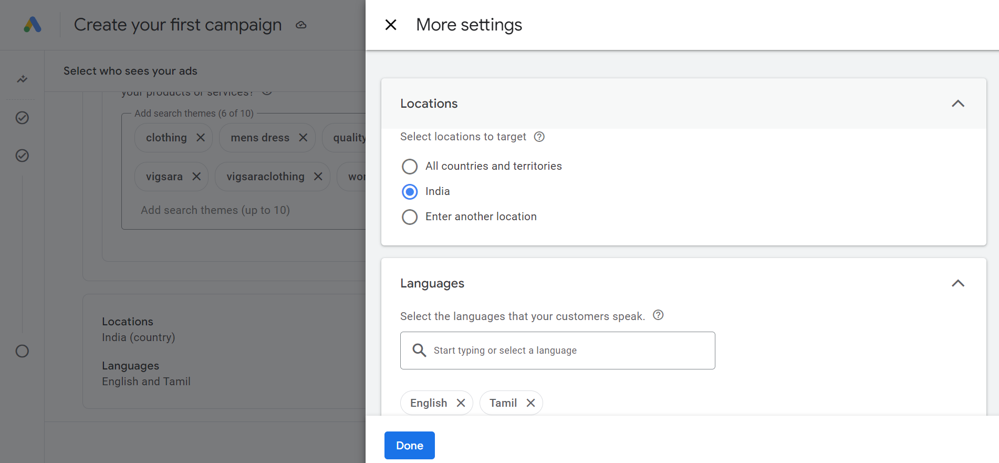 Create your first campaign
Select who sees your ads
your products or services?
Add search themes (6 of 10)
clothing
mens dress
quality
vigsara
vigsaraclothing
wor
Add search themes (up to 10)
Locations
India (country)
Languages
English and Tamil
More settings
Locations
Select locations to target
All countries and territories
India
Enter another location
Languages
Select the languages that your customers speak.
Start typing or select a language
English
Tamil
Done